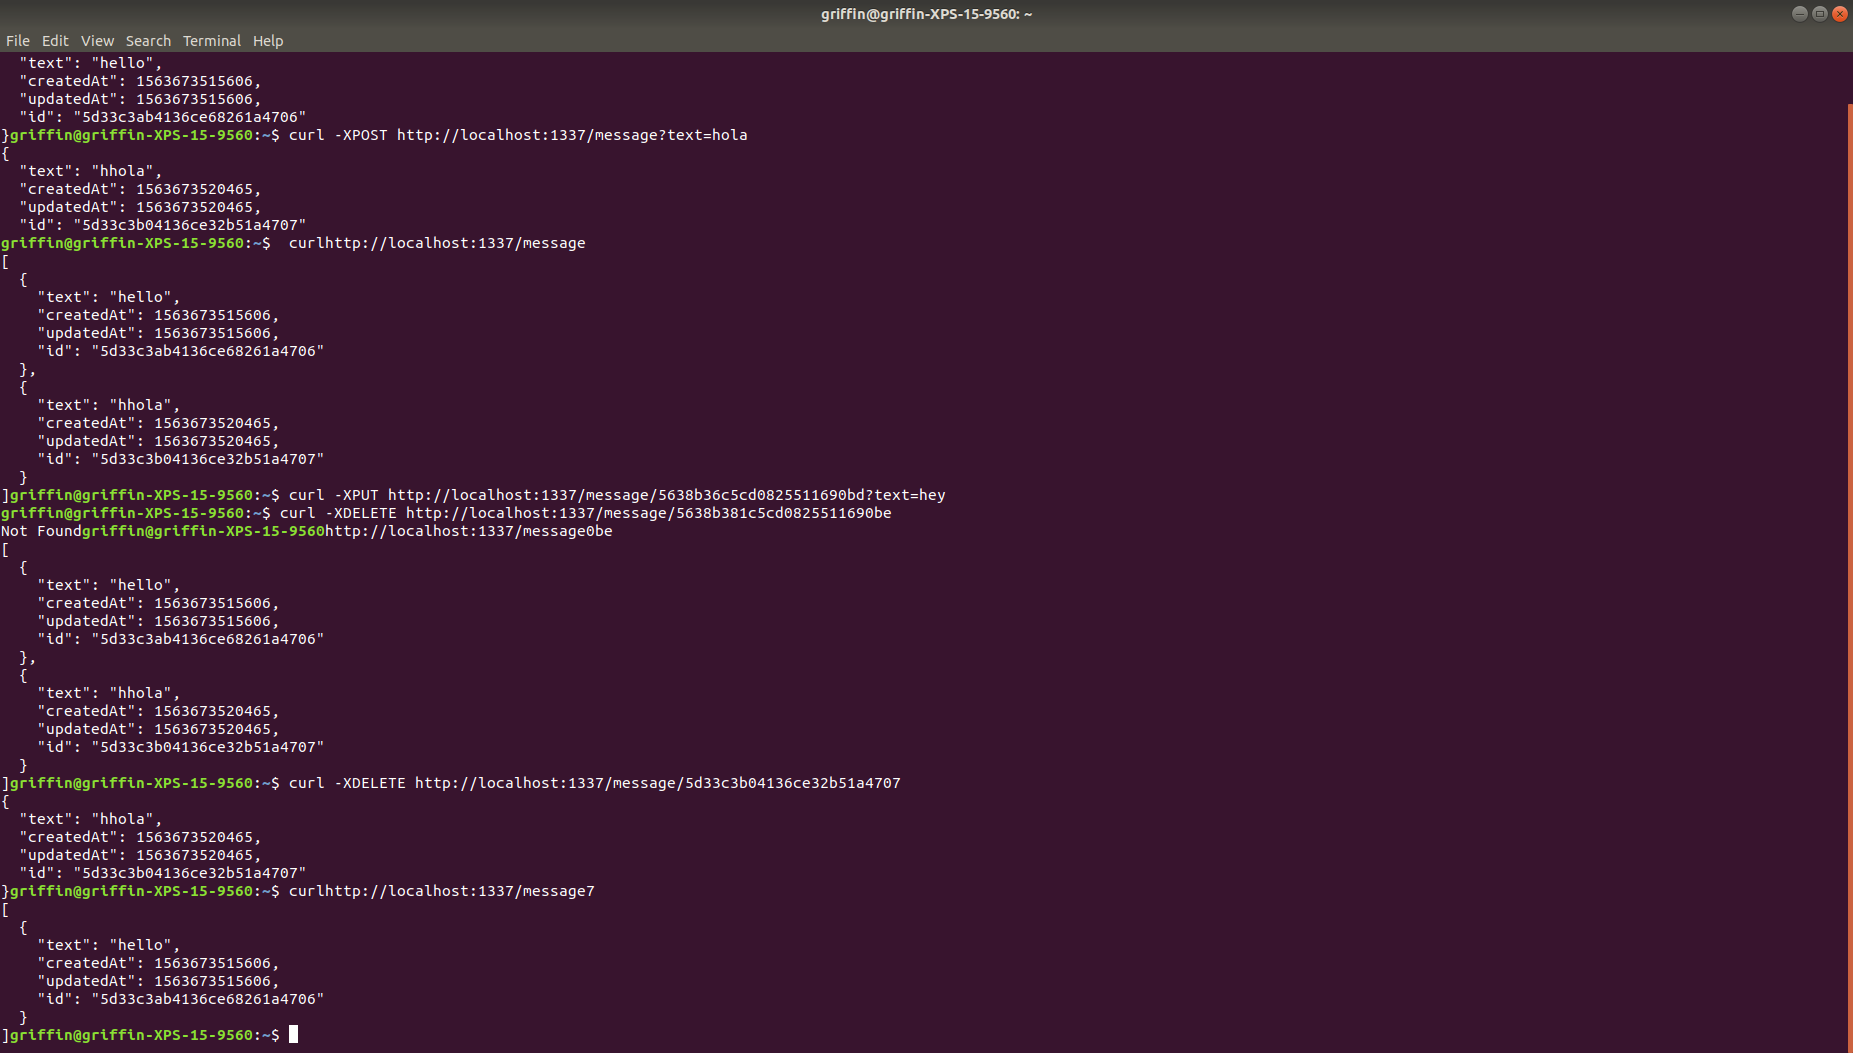 griffin@griffin-XPS-15-9560: ~
File Edit View Search Terminal Help
  "text": "hello",
  "createdAt": 1563673515606,
  "updatedAt": 1563673515606,
  "id": "5d33c3ab4136ce68261a4706"
}griffin@griffin-XPS-15-9560:~$ curl -XPOST http://localhost:1337/message?text=hola
{
  "text": "hhola",
  "createdAt": 1563673520465,
  "updatedAt": 1563673520465,
  "id": "5d33c3b04136ce32b51a4707"
griffin@griffin-XPS-15-9560:~$  curlhttp://localhost:1337/message
[
  {
    "text": "hello",
    "createdAt": 1563673515606,
    "updatedAt": 1563673515606,
    "id": "5d33c3ab4136ce68261a4706"
  },
  {
    "text": "hhola",
    "createdAt": 1563673520465,
    "updatedAt": 1563673520465,
    "id": "5d33c3b04136ce32b51a4707"
  }
]griffin@griffin-XPS-15-9560:~$ curl -XPUT http://localhost:1337/message/5638b36c5cd0825511690bd?text=hey
griffin@griffin-XPS-15-9560:~$ curl -XDELETE http://localhost:1337/message/5638b381c5cd0825511690be
Not Foundgriffin@griffin-XPS-15-9560http://localhost:1337/message0be
[
  {
    "text": "hello",
    "createdAt": 1563673515606,
    "updatedAt": 1563673515606,
    "id": "5d33c3ab4136ce68261a4706"
  },
  {
    "text": "hhola",
    "createdAt": 1563673520465,
    "updatedAt": 1563673520465,
    "id": "5d33c3b04136ce32b51a4707"
  }
]griffin@griffin-XPS-15-9560:~$ curl -XDELETE http://localhost:1337/message/5d33c3b04136ce32b51a4707
{
  "text": "hhola",
  "createdAt": 1563673520465,
  "updatedAt": 1563673520465,
  "id": "5d33c3b04136ce32b51a4707"
}griffin@griffin-XPS-15-9560:~$ curlhttp://localhost:1337/message7
[
  {
    "text": "hello",
    "createdAt": 1563673515606,
    "updatedAt": 1563673515606,
    "id": "5d33c3ab4136ce68261a4706"
  }
]griffin@griffin-XPS-15-9560:~$